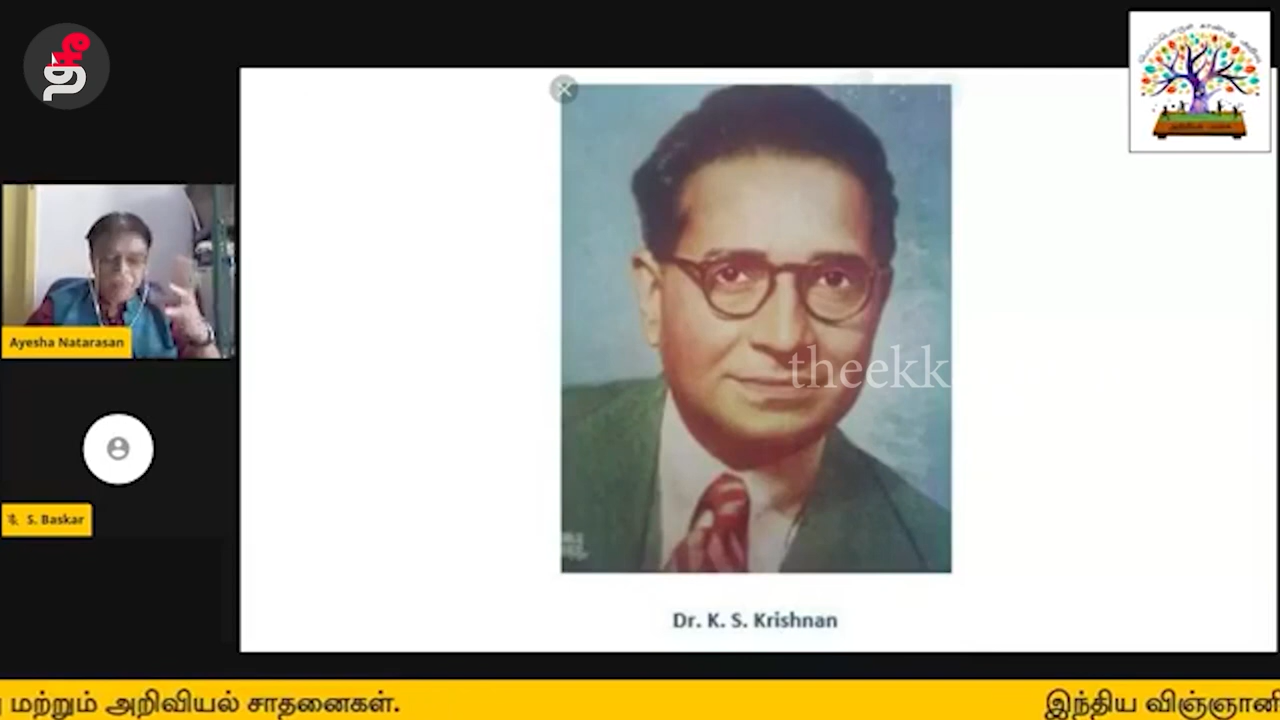 Ayesha Natarasan
S. Baskar
theekk
Dr. K. S. Krishnan
மற்றும் அறிவியல் சாதனைகள்.
இந்திய விஞ்ஞானி